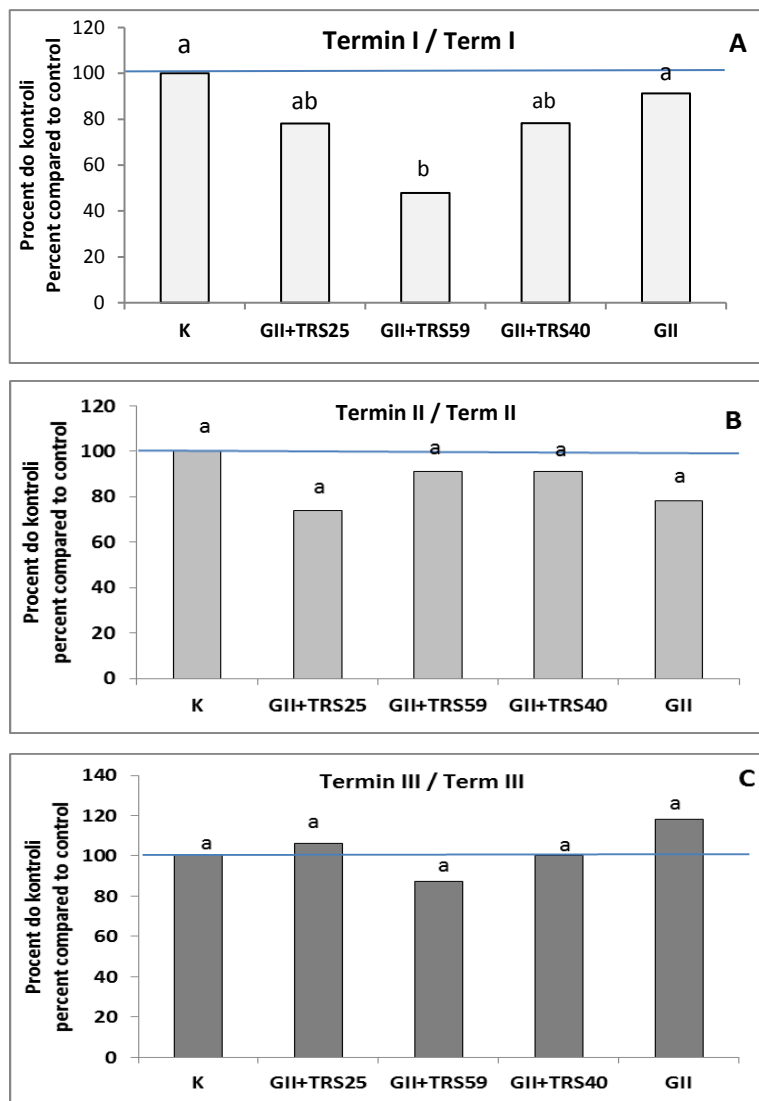 Termin I / Term I
A
Procent do kontroli
Percent compared to control
120
100
80
60
40
20
0
a
ab
b
ab
a
K GII+TRS25 GII+TRS59 GII+TRS40 GII
Termin II / Term II
B
Procent do kontroli
percent compared to control
120
100
80
60
40
20
0
a
a
a
a
a
K GII+TRS25 GII+TRS59 GII+TRS40 GII
Termin III / Term III
C
Procent do kontroli
percent compared to control
140
120
100
80
60
40
20
0
a
a
a
a
a
K GII+TRS25 GII+TRS59 GII+TRS40 GII